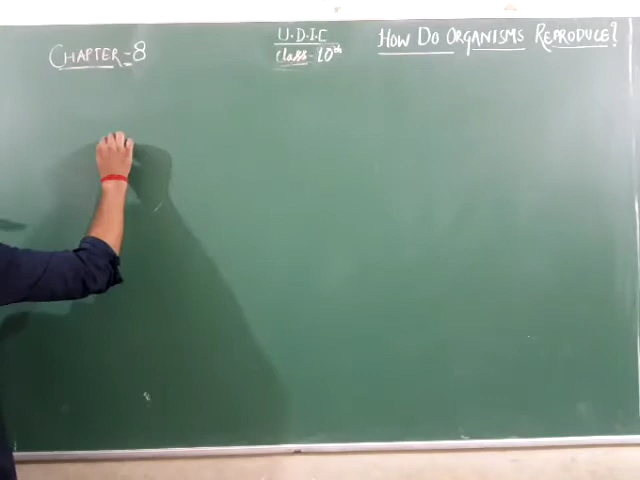 CHAPTER-8
U.D.I.C
Class-10th
HOW DO ORGANISMS REPRODUCE?